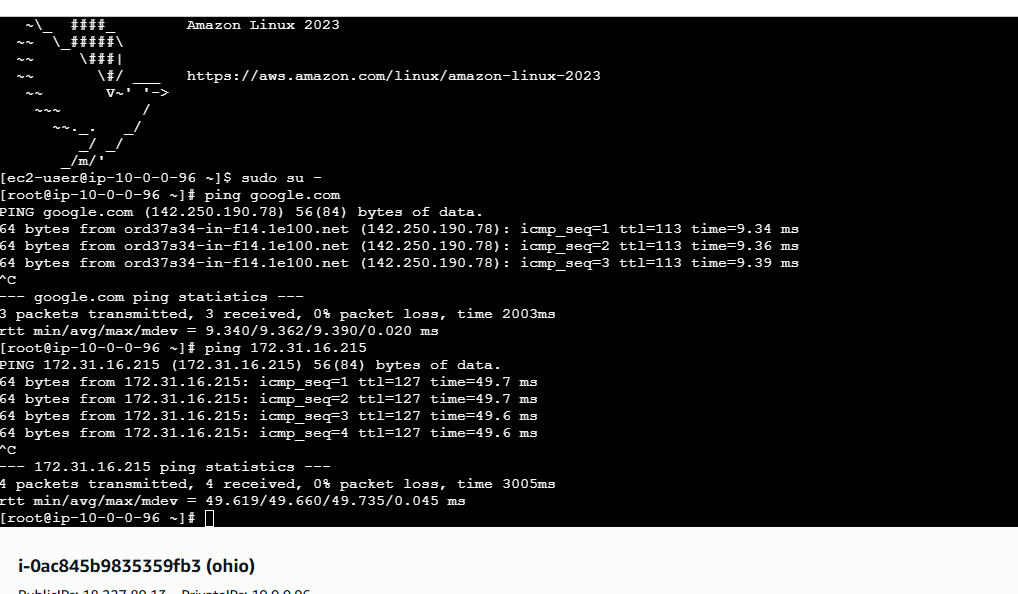 ~\_  ####_        Amazon Linux 2023
~~  \_#####\
~~     \###|
~~       \#/ ___   https://aws.amazon.com/linux/amazon-linux-2023
~~       V~' '->
~~~         /
~~._.   _/
_/ _/
_/m/'
[ec2-user@ip-10-0-0-96 ~]$ sudo su -
[root@ip-10-0-0-96 ~]# ping google.com
PING google.com (142.250.190.78) 56(84) bytes of data.
64 bytes from ord37s34-in-f14.1e100.net (142.250.190.78): icmp_seq=1 ttl=113 time=9.34 ms
64 bytes from ord37s34-in-f14.1e100.net (142.250.190.78): icmp_seq=2 ttl=113 time=9.36 ms
64 bytes from ord37s34-in-f14.1e100.net (142.250.190.78): icmp_seq=3 ttl=113 time=9.39 ms
^C
--- google.com ping statistics ---
3 packets transmitted, 3 received, 0% packet loss, time 2003ms
rtt min/avg/max/mdev = 9.340/9.362/9.390/0.020 ms
[root@ip-10-0-0-96 ~]# ping 172.31.16.215
PING 172.31.16.215 (172.31.16.215) 56(84) bytes of data.
64 bytes from 172.31.16.215: icmp_seq=1 ttl=127 time=49.7 ms
64 bytes from 172.31.16.215: icmp_seq=2 ttl=127 time=49.7 ms
64 bytes from 172.31.16.215: icmp_seq=3 ttl=127 time=49.6 ms
64 bytes from 172.31.16.215: icmp_seq=4 ttl=127 time=49.6 ms
^C
--- 172.31.16.215 ping statistics ---
4 packets transmitted, 4 received, 0% packet loss, time 3005ms
rtt min/avg/max/mdev = 49.619/49.660/49.735/0.045 ms
[root@ip-10-0-0-96 ~]#
i-0ac845b9835359fb3 (ohio)
PublicIPs: PrivateIPs: 10.0.0.96